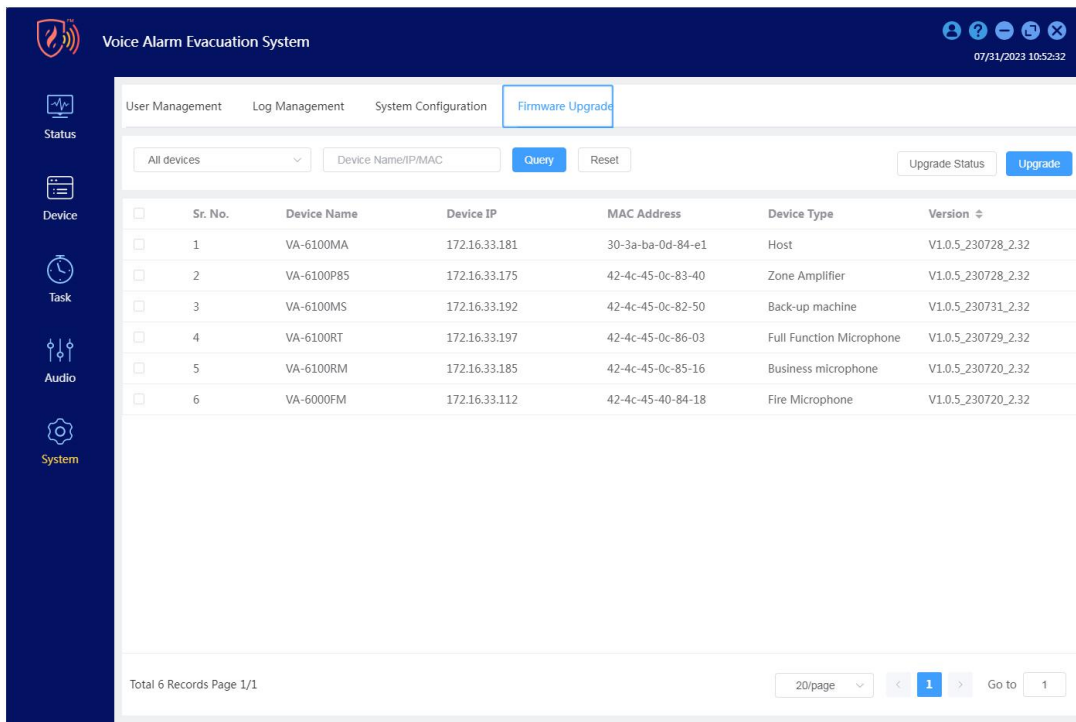 Voice Alarm Evacuation System
07/31/2023 10:52:32
Status
Device
Task
Audio
System
User Management Log Management System Configuration Firmware Upgrade
All devices Device Name/IP/MAC Query Reset Upgrade Status Upgrade
Sr. No. Device Name Device IP MAC Address Device Type Version
1 VA-6100MA 172.16.33.181 30-3a-ba-0d-84-e1 Host V1.0.5_230728_2.32
2 VA-6100P85 172.16.33.175 42-4c-45-0c-83-40 Zone Amplifier V1.0.5_230728_2.32
3 VA-6100MS 172.16.33.192 42-4c-45-0c-82-50 Back-up machine V1.0.5_230731_2.32
4 VA-6100RT 172.16.33.197 42-4c-45-0c-86-03 Full Function Microphone V1.0.5_230729_2.32
5 VA-6100RM 172.16.33.185 42-4c-45-0c-85-16 Business microphone V1.0.5_230720_2.32
6 VA-6000FM 172.16.33.112 42-4c-45-40-84-18 Fire Microphone V1.0.5_230720_2.32
Total 6 Records Page 1/1 20/page < 1 > Go to 1